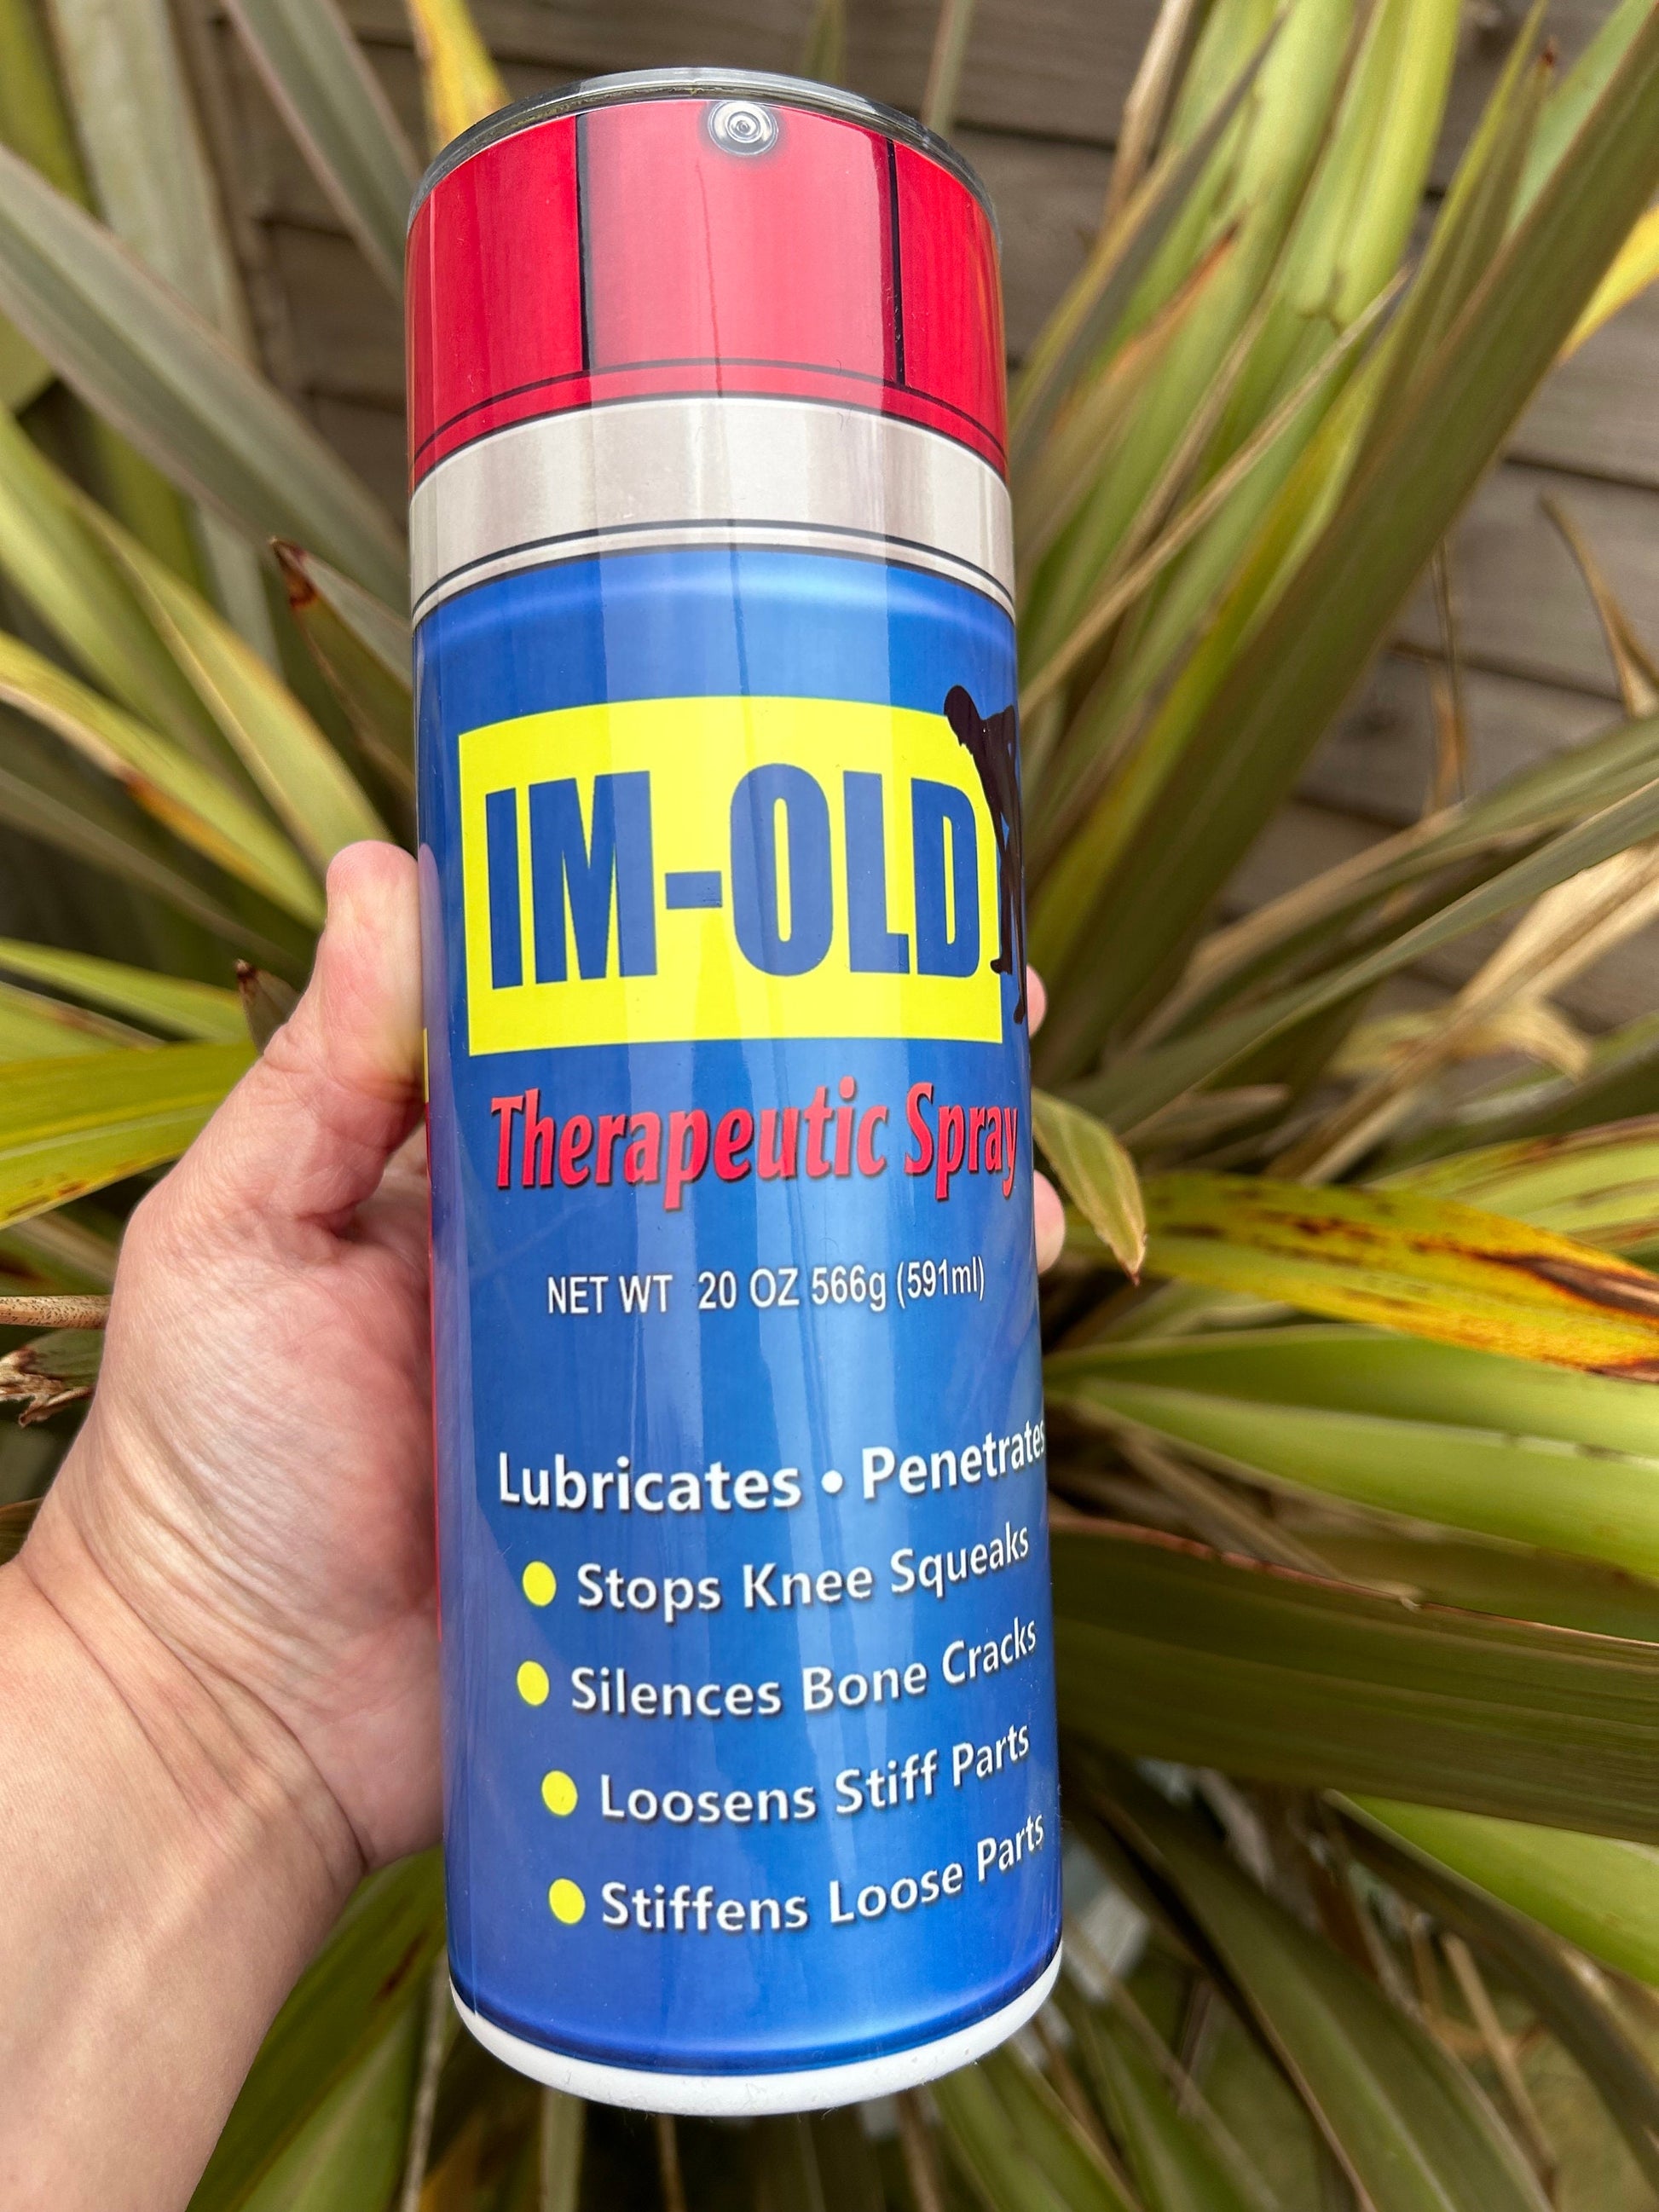 IM-OLD
Therapeutic Spray
NET WT 20 OZ 566g (591ml)
Lubricates • Penetrates
Stops Knee Squeaks
Silences Bone Cracks
Loosens Stiff Parts
Stiffens Loose Parts